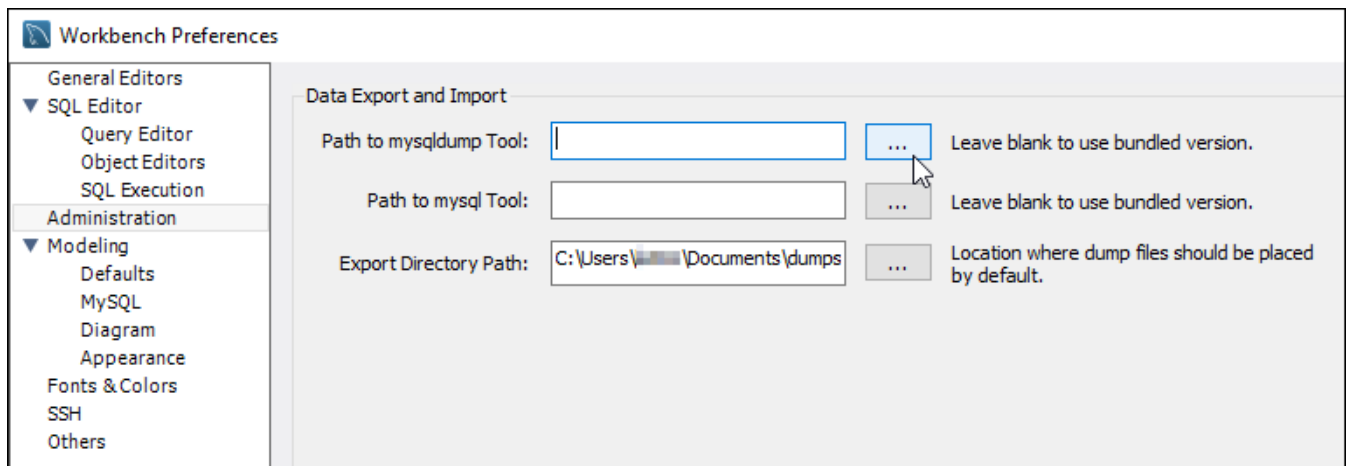 Workbench Preferences
General Editors
SQL Editor
Query Editor
Object Editors
SQL Execution
Administration
Modeling
Defaults
MySQL
Diagram
Appearance
Fonts & Colors
SSH
Others
Data Export and Import
Path to mysqldump Tool:
...
Leave blank to use bundled version.
Path to mysql Tool:
...
Leave blank to use bundled version.
Export Directory Path:
C:\Users\ \Documents\dumps
...
Location where dump files should be placed
by default.